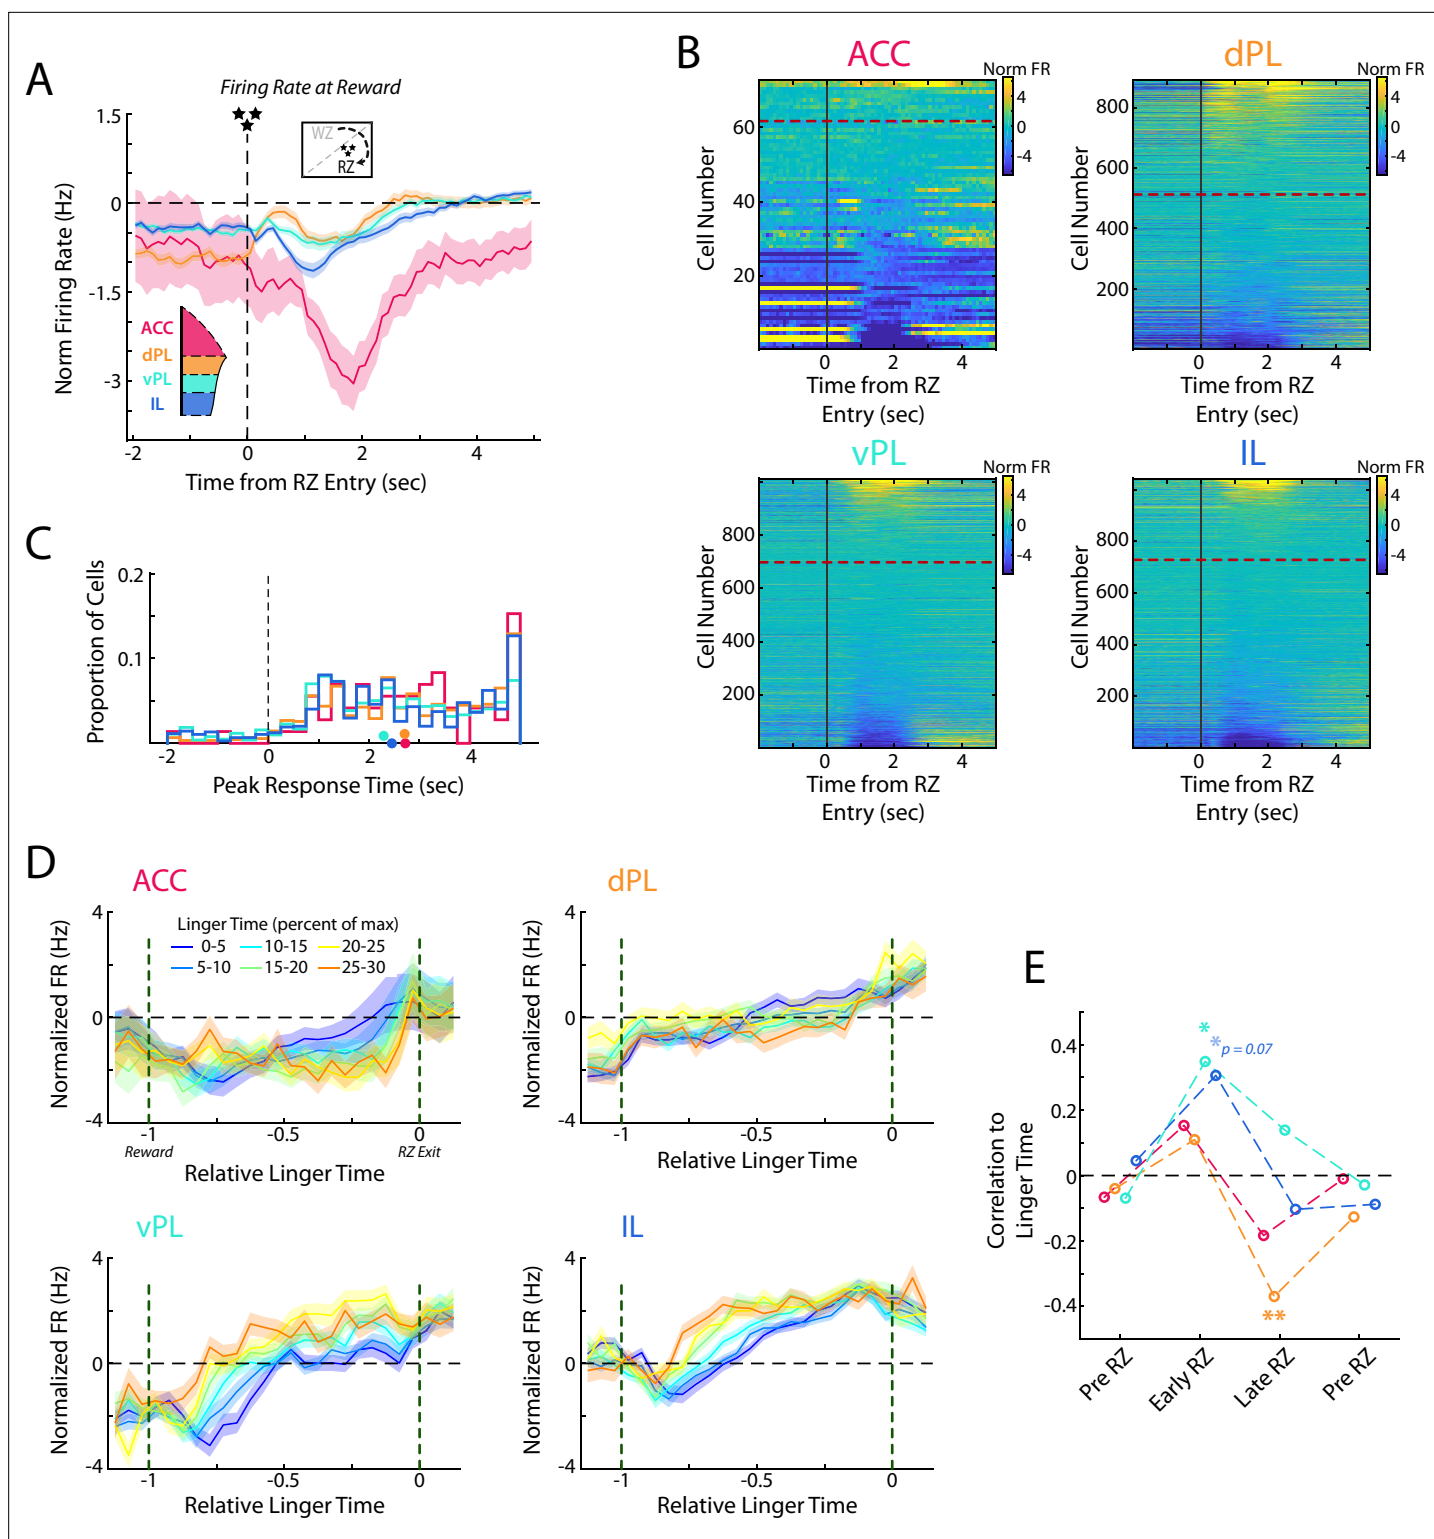 A
Firing Rate at Reward
WZ
RZ
1.5
0
-1.5
-3
Norm Firing Rate (Hz)
ACC
dPL
vPL
IL
-2
0
2
4
Time from RZ Entry (sec)
B
ACC
Norm FR
4
0
-4
60
40
20
Cell Number
0
2
4
Time from RZ
Entry (sec)
dPL
Norm FR
4
0
-4
800
600
400
200
Cell Number
0
2
4
Time from RZ
Entry (sec)
vPL
Norm FR
4
0
-4
800
600
400
200
Cell Number
0
2
4
Time from RZ
Entry (sec)
IL
Norm FR
4
0
-4
800
600
400
200
Cell Number
0
2
4
Time from RZ
Entry (sec)
C
0.2
0.1
Proportion of Cells
-2
0
2
4
Peak Response Time (sec)
D
ACC
Linger Time (percent of max)
0-5 10-15 20-25
5-10 15-20 25-30
4
0
-4
Normalized FR (Hz)
-1
-0.5
0
Reward
RZ Exit
Relative Linger Time
dPL
4
0
-4
Normalized FR (Hz)
-1
-0.5
0
Relative Linger Time
vPL
4
0
-4
Normalized FR (Hz)
-1
-0.5
0
Relative Linger Time
IL
4
0
-4
Normalized FR (Hz)
-1
-0.5
0
Relative Linger Time
E
*
*
p = 0.07
0.4
0.2
0
-0.2
-0.4
Correlation to
Linger Time
**
Pre RZ
Early RZ
Late RZ
Pre RZ